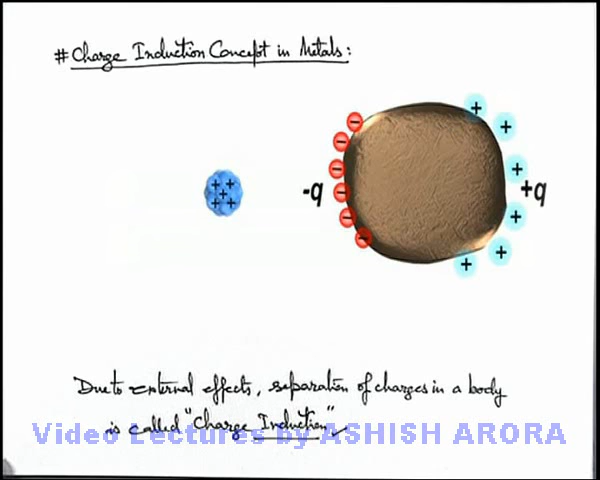 # Charge Induction Concept in Metals:
-q
+q
Due to external effects, separation of charges in a body
is called "Charge Induction"
Video Lectures by ASHISH ARORA